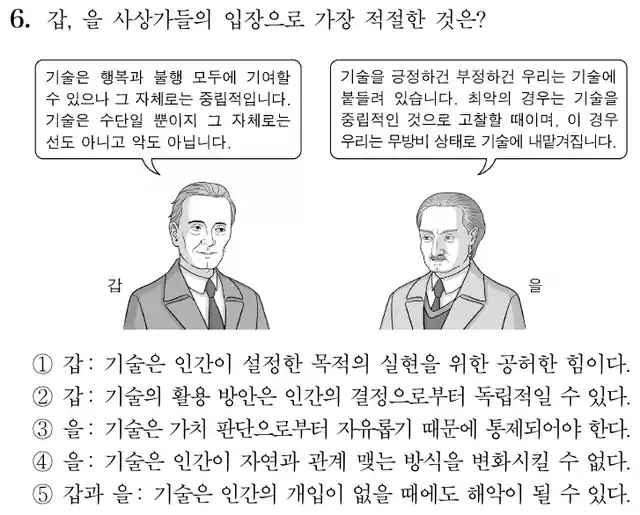 6. 갑, 을 사상가들의 입장으로 가장 적절한 것은?
기술은 행복과 불행 모두에 기여할
수 있으나 그 자체로는 중립적입니다.
기술은 수단일 뿐이지 그 자체로는
선도 아니고 악도 아닙니다.
기술을 긍정하건 부정하건 우리는 기술에
붙들려 있습니다. 최악의 경우는 기술을
중립적인 것으로 고찰할 때이며, 이 경우
우리는 무방비 상태로 기술에 내맡겨집니다.
갑
을
① 갑: 기술은 인간이 설정한 목적의 실현을 위한 공허한 힘이다.
② 갑: 기술의 활용 방안은 인간의 결정으로부터 독립적일 수 있다.
③ 을: 기술은 가치 판단으로부터 자유롭기 때문에 통제되어야 한다.
④ 을: 기술은 인간이 자연과 관계 맺는 방식을 변화시킬 수 없다.
⑤ 갑과 을: 기술은 인간의 개입이 없을 때에도 해악이 될 수 있다.